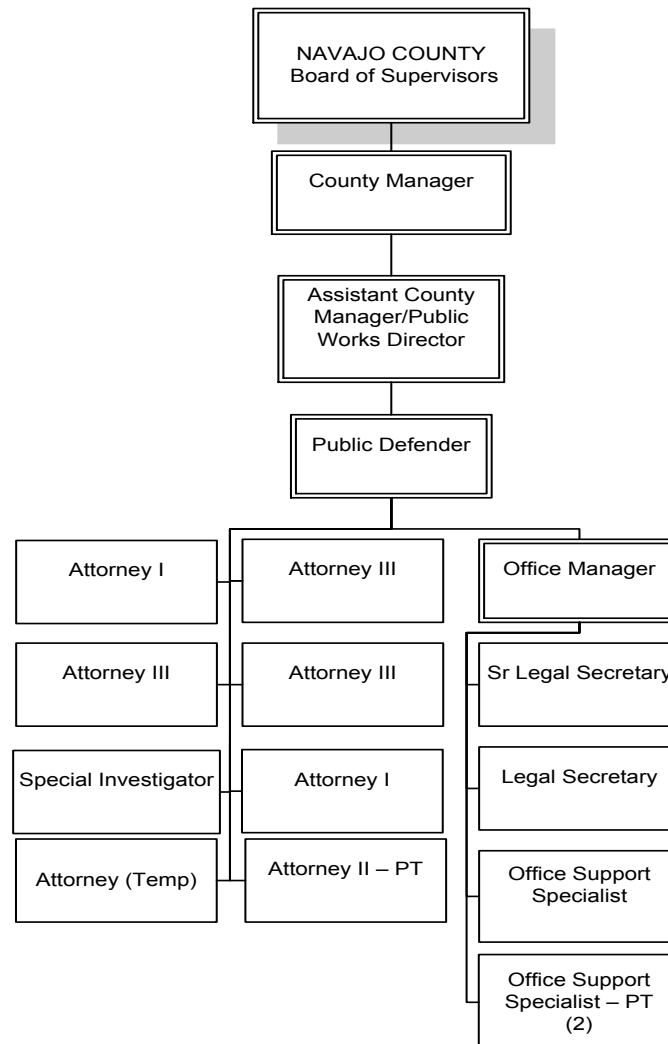 NAVAJO COUNTY
Board of Supervisors
County Manager
Assistant County
Manager/Public
Works Director
Public Defender
Attorney I
Attorney III
Office Manager
Attorney III
Attorney III
Sr Legal Secretary
Special Investigator
Attorney I
Legal Secretary
Attorney (Temp)
Attorney II – PT
Office Support
Specialist
Office Support
Specialist – PT
(2)